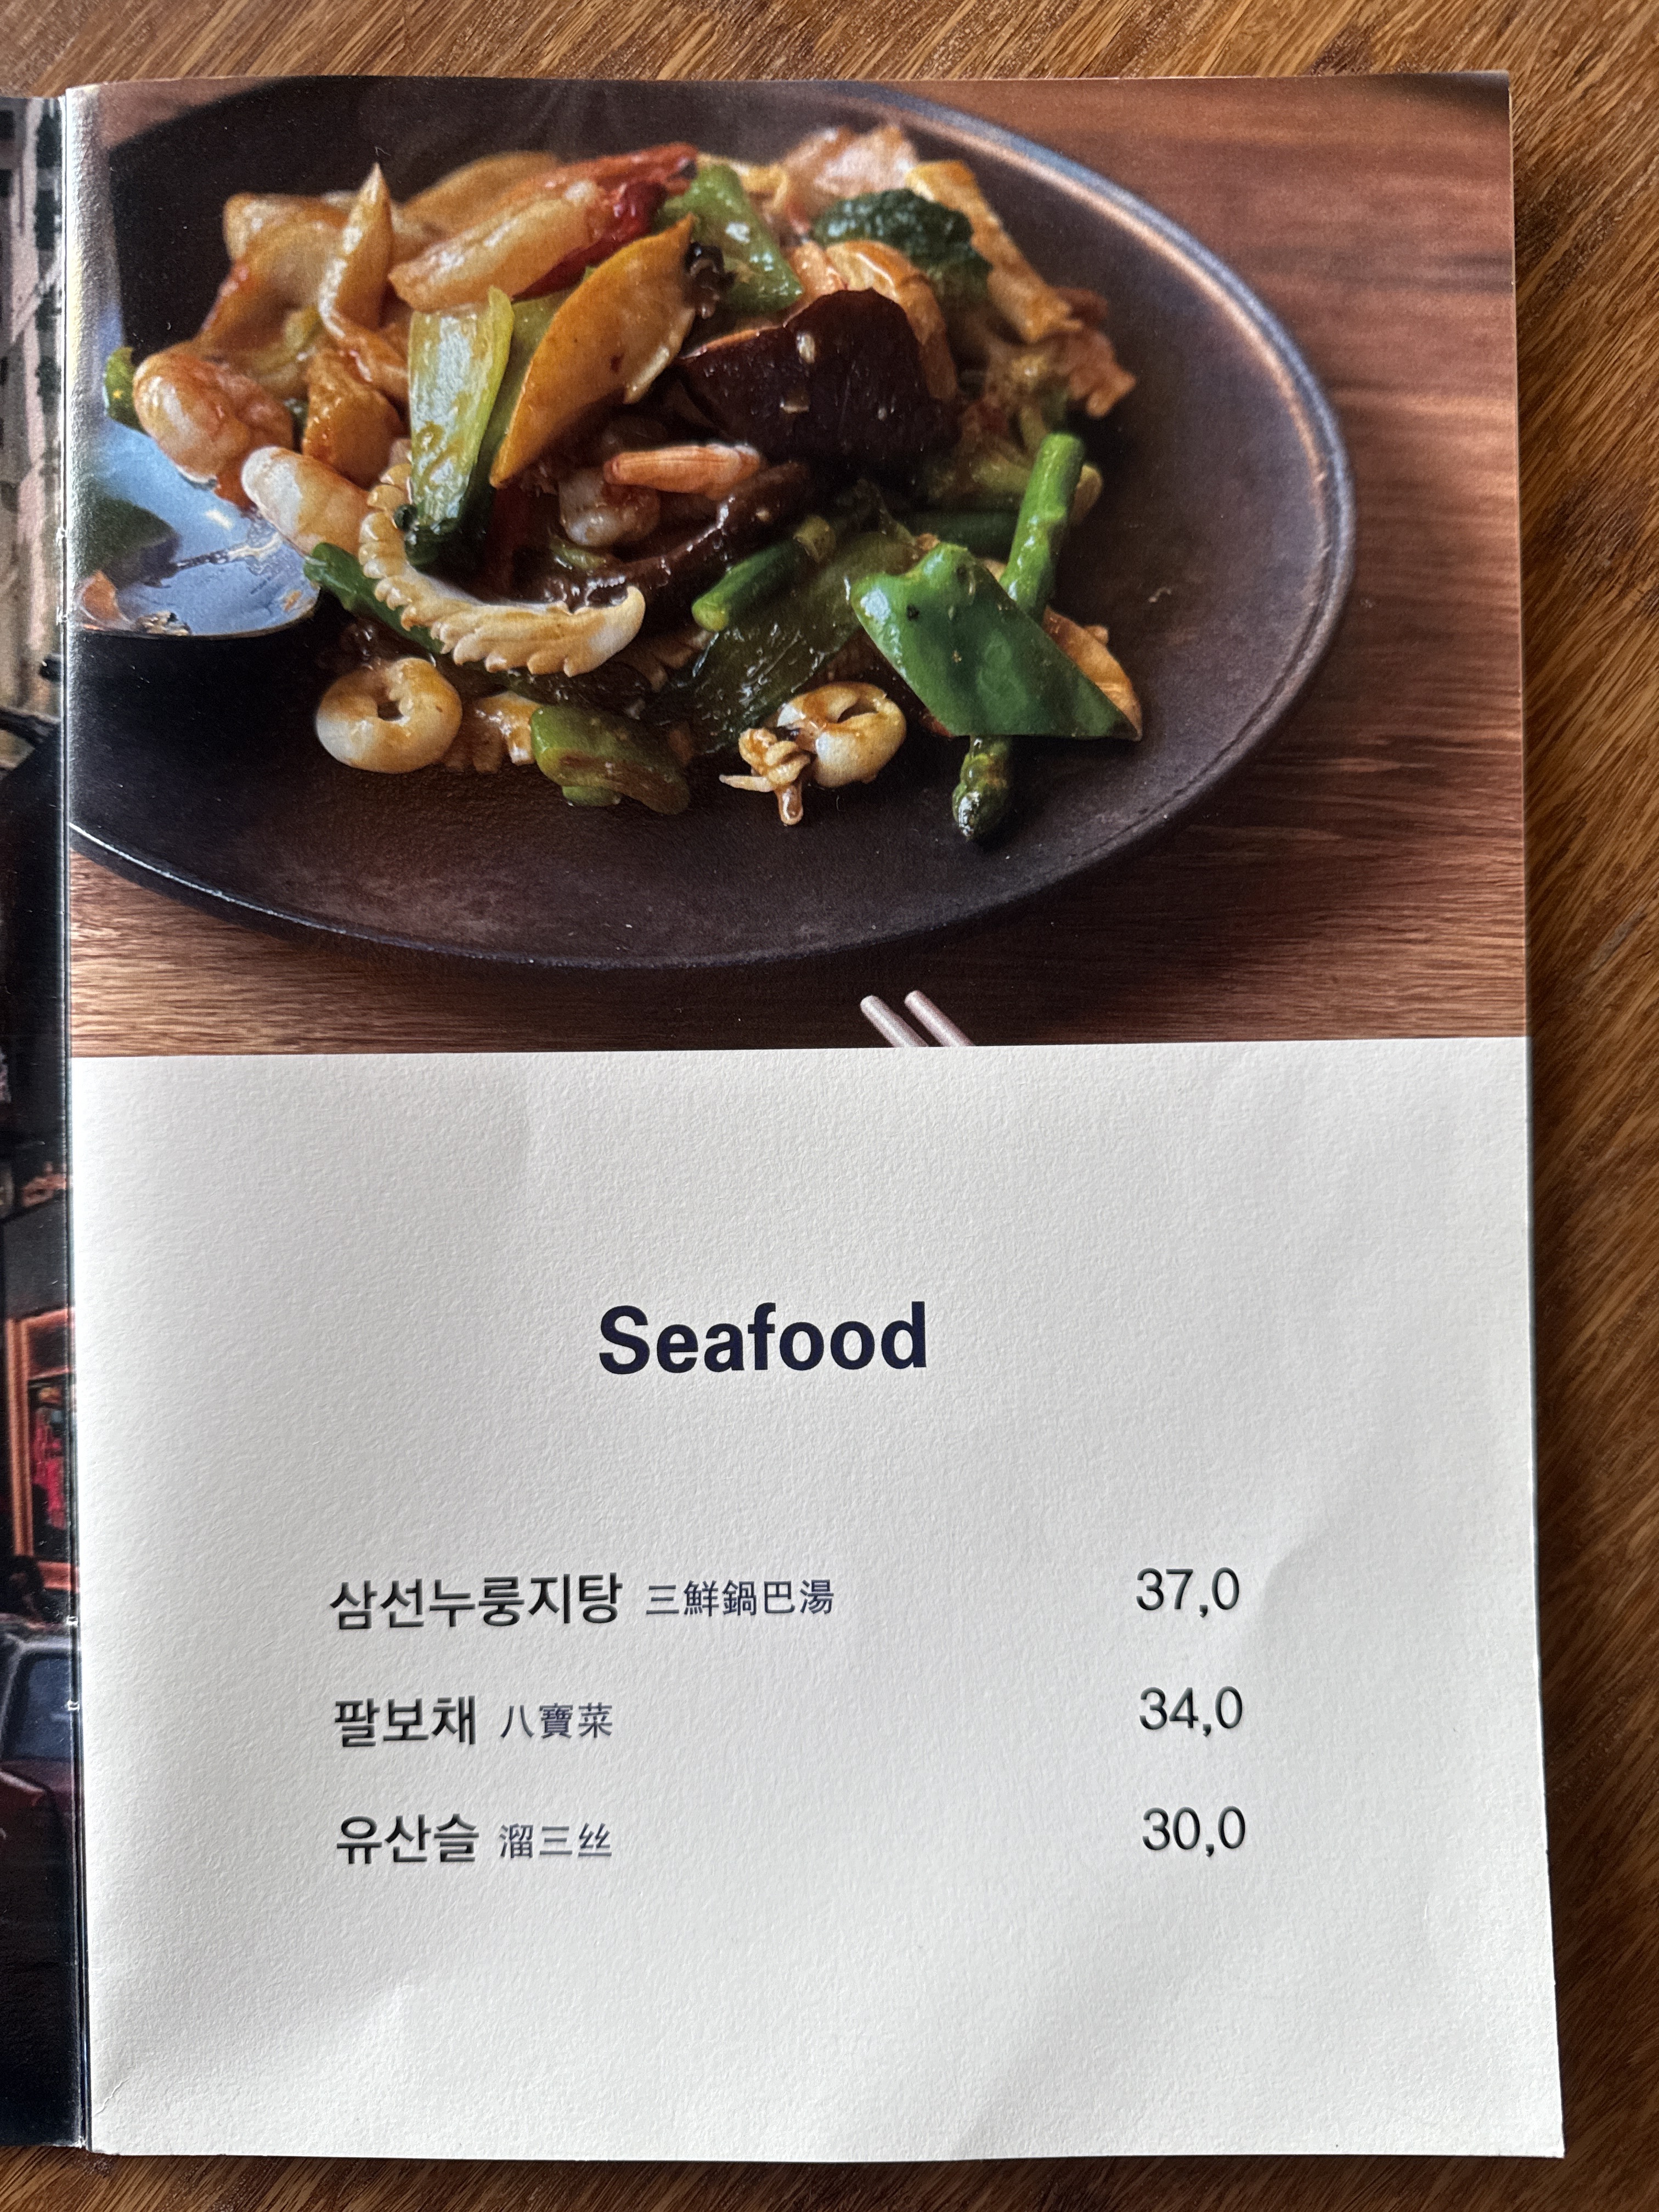 Seafood
삼선누룽지탕 三鮮鍋巴湯 37,0
팔보채 八寶菜 34,0
유산슬 溜三丝 30,0